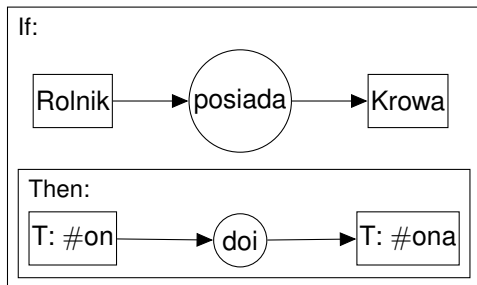 If:
Rolnik posiada Krowa
Then:
T: #on doi T: #ona